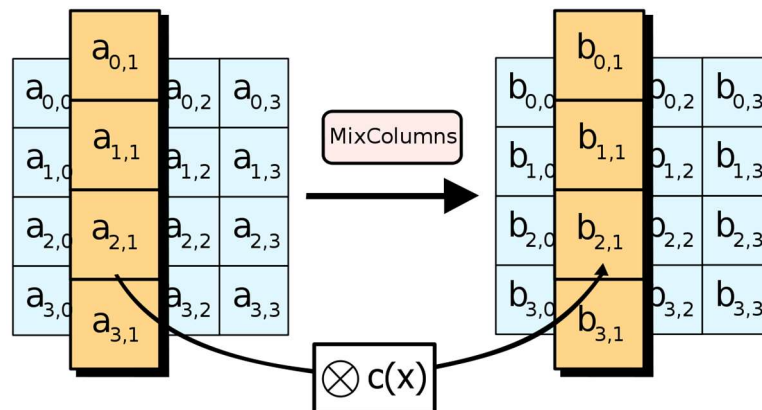 a0,1 b0,1
a0,0 a0,2 a0,3 b0,0 b0,2 b0,3
MixColumns
a1,1 b1,1
a1,0 a1,2 a1,3 b1,0 b1,2 b1,3
a2,1 b2,1
a2,0 a2,2 a2,3 b2,0 b2,2 b2,3
a3,0 a3,2 a3,3 b3,0 b3,2 b3,3
a3,1 b3,1
⊗ c(x)